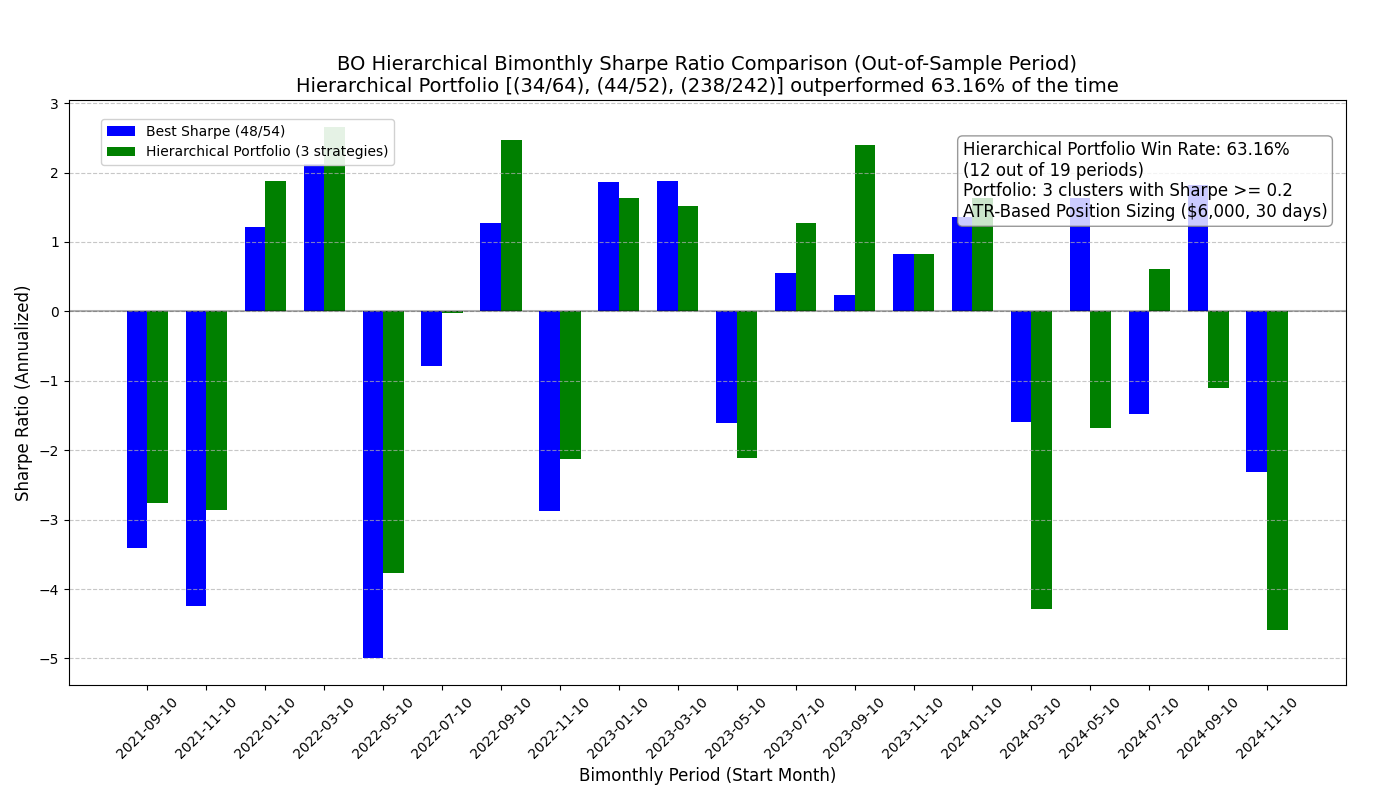 BO Hierarchical Bimonthly Sharpe Ratio Comparison (Out-of-Sample Period)
Hierarchical Portfolio [(34/64), (44/52), (238/242)] outperformed 63.16% of the time
Best Sharpe (48/54)
Hierarchical Portfolio (3 strategies)
Hierarchical Portfolio Win Rate: 63.16%
(12 out of 19 periods)
Portfolio: 3 clusters with Sharpe >= 0.2
ATR-Based Position Sizing ($6,000, 30 days)
Sharpe Ratio (Annualized)
3
2
1
0
−1
−2
−3
−4
−5
2021-09-10
2021-11-10
2022-01-10
2022-03-10
2022-05-10
2022-07-10
2022-09-10
2022-11-10
2023-01-10
2023-03-10
2023-05-10
2023-07-10
2023-09-10
2023-11-10
2024-01-10
2024-03-10
2024-05-10
2024-07-10
2024-09-10
2024-11-10
Bimonthly Period (Start Month)